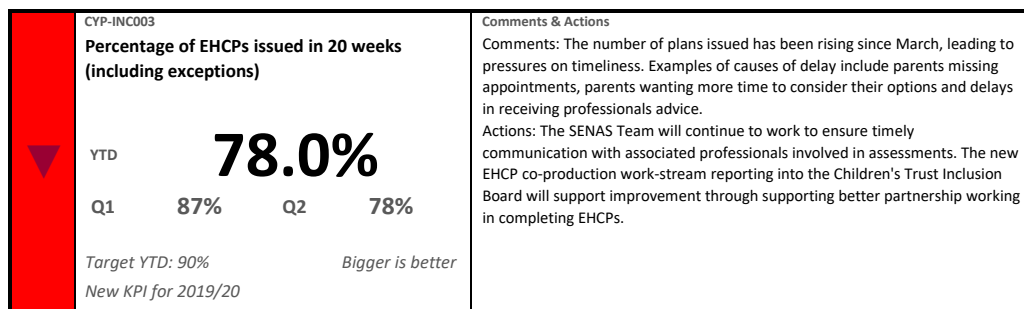 CYP-INC003
Percentage of EHCPs issued in 20 weeks
(including exceptions)
YTD 78.0%
Q1 87% Q2 78%
Target YTD: 90% Bigger is better
New KPI for 2019/20
Comments & Actions
Comments: The number of plans issued has been rising since March, leading to
pressures on timeliness. Examples of causes of delay include parents missing
appointments, parents wanting more time to consider their options and delays
in receiving professionals advice.
Actions: The SENAS Team will continue to work to ensure timely
communication with associated professionals involved in assessments. The new
EHCP co-production work-stream reporting into the Children's Trust Inclusion
Board will support improvement through supporting better partnership working
in completing EHCPs.